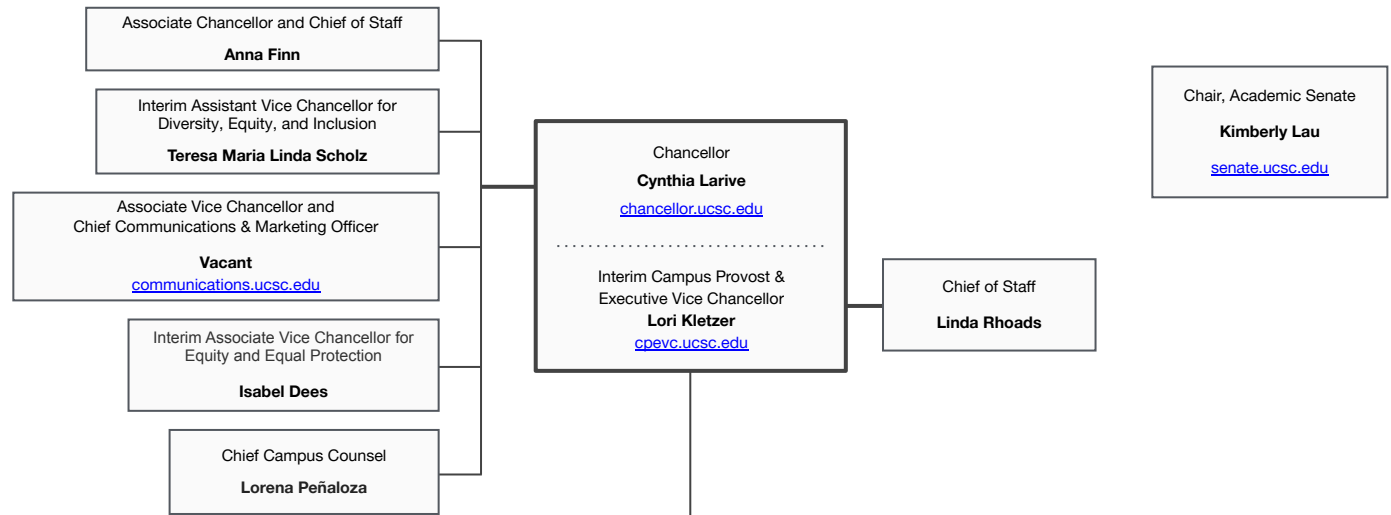 Associate Chancellor and Chief of Staff
Anna Finn
Interim Assistant Vice Chancellor for
Diversity, Equity, and Inclusion
Teresa Maria Linda Scholz
Associate Vice Chancellor and
Chief Communications & Marketing Officer
Vacant
communications.ucsc.edu
Interim Associate Vice Chancellor for
Equity and Equal Protection
Isabel Dees
Chief Campus Counsel
Lorena Peñaloza
Chancellor
Cynthia Larive
chancellor.ucsc.edu
Interim Campus Provost &
Executive Vice Chancellor
Lori Kletzer
cpevc.ucsc.edu
Chief of Staff
Linda Rhoads
Chair, Academic Senate
Kimberly Lau
senate.ucsc.edu